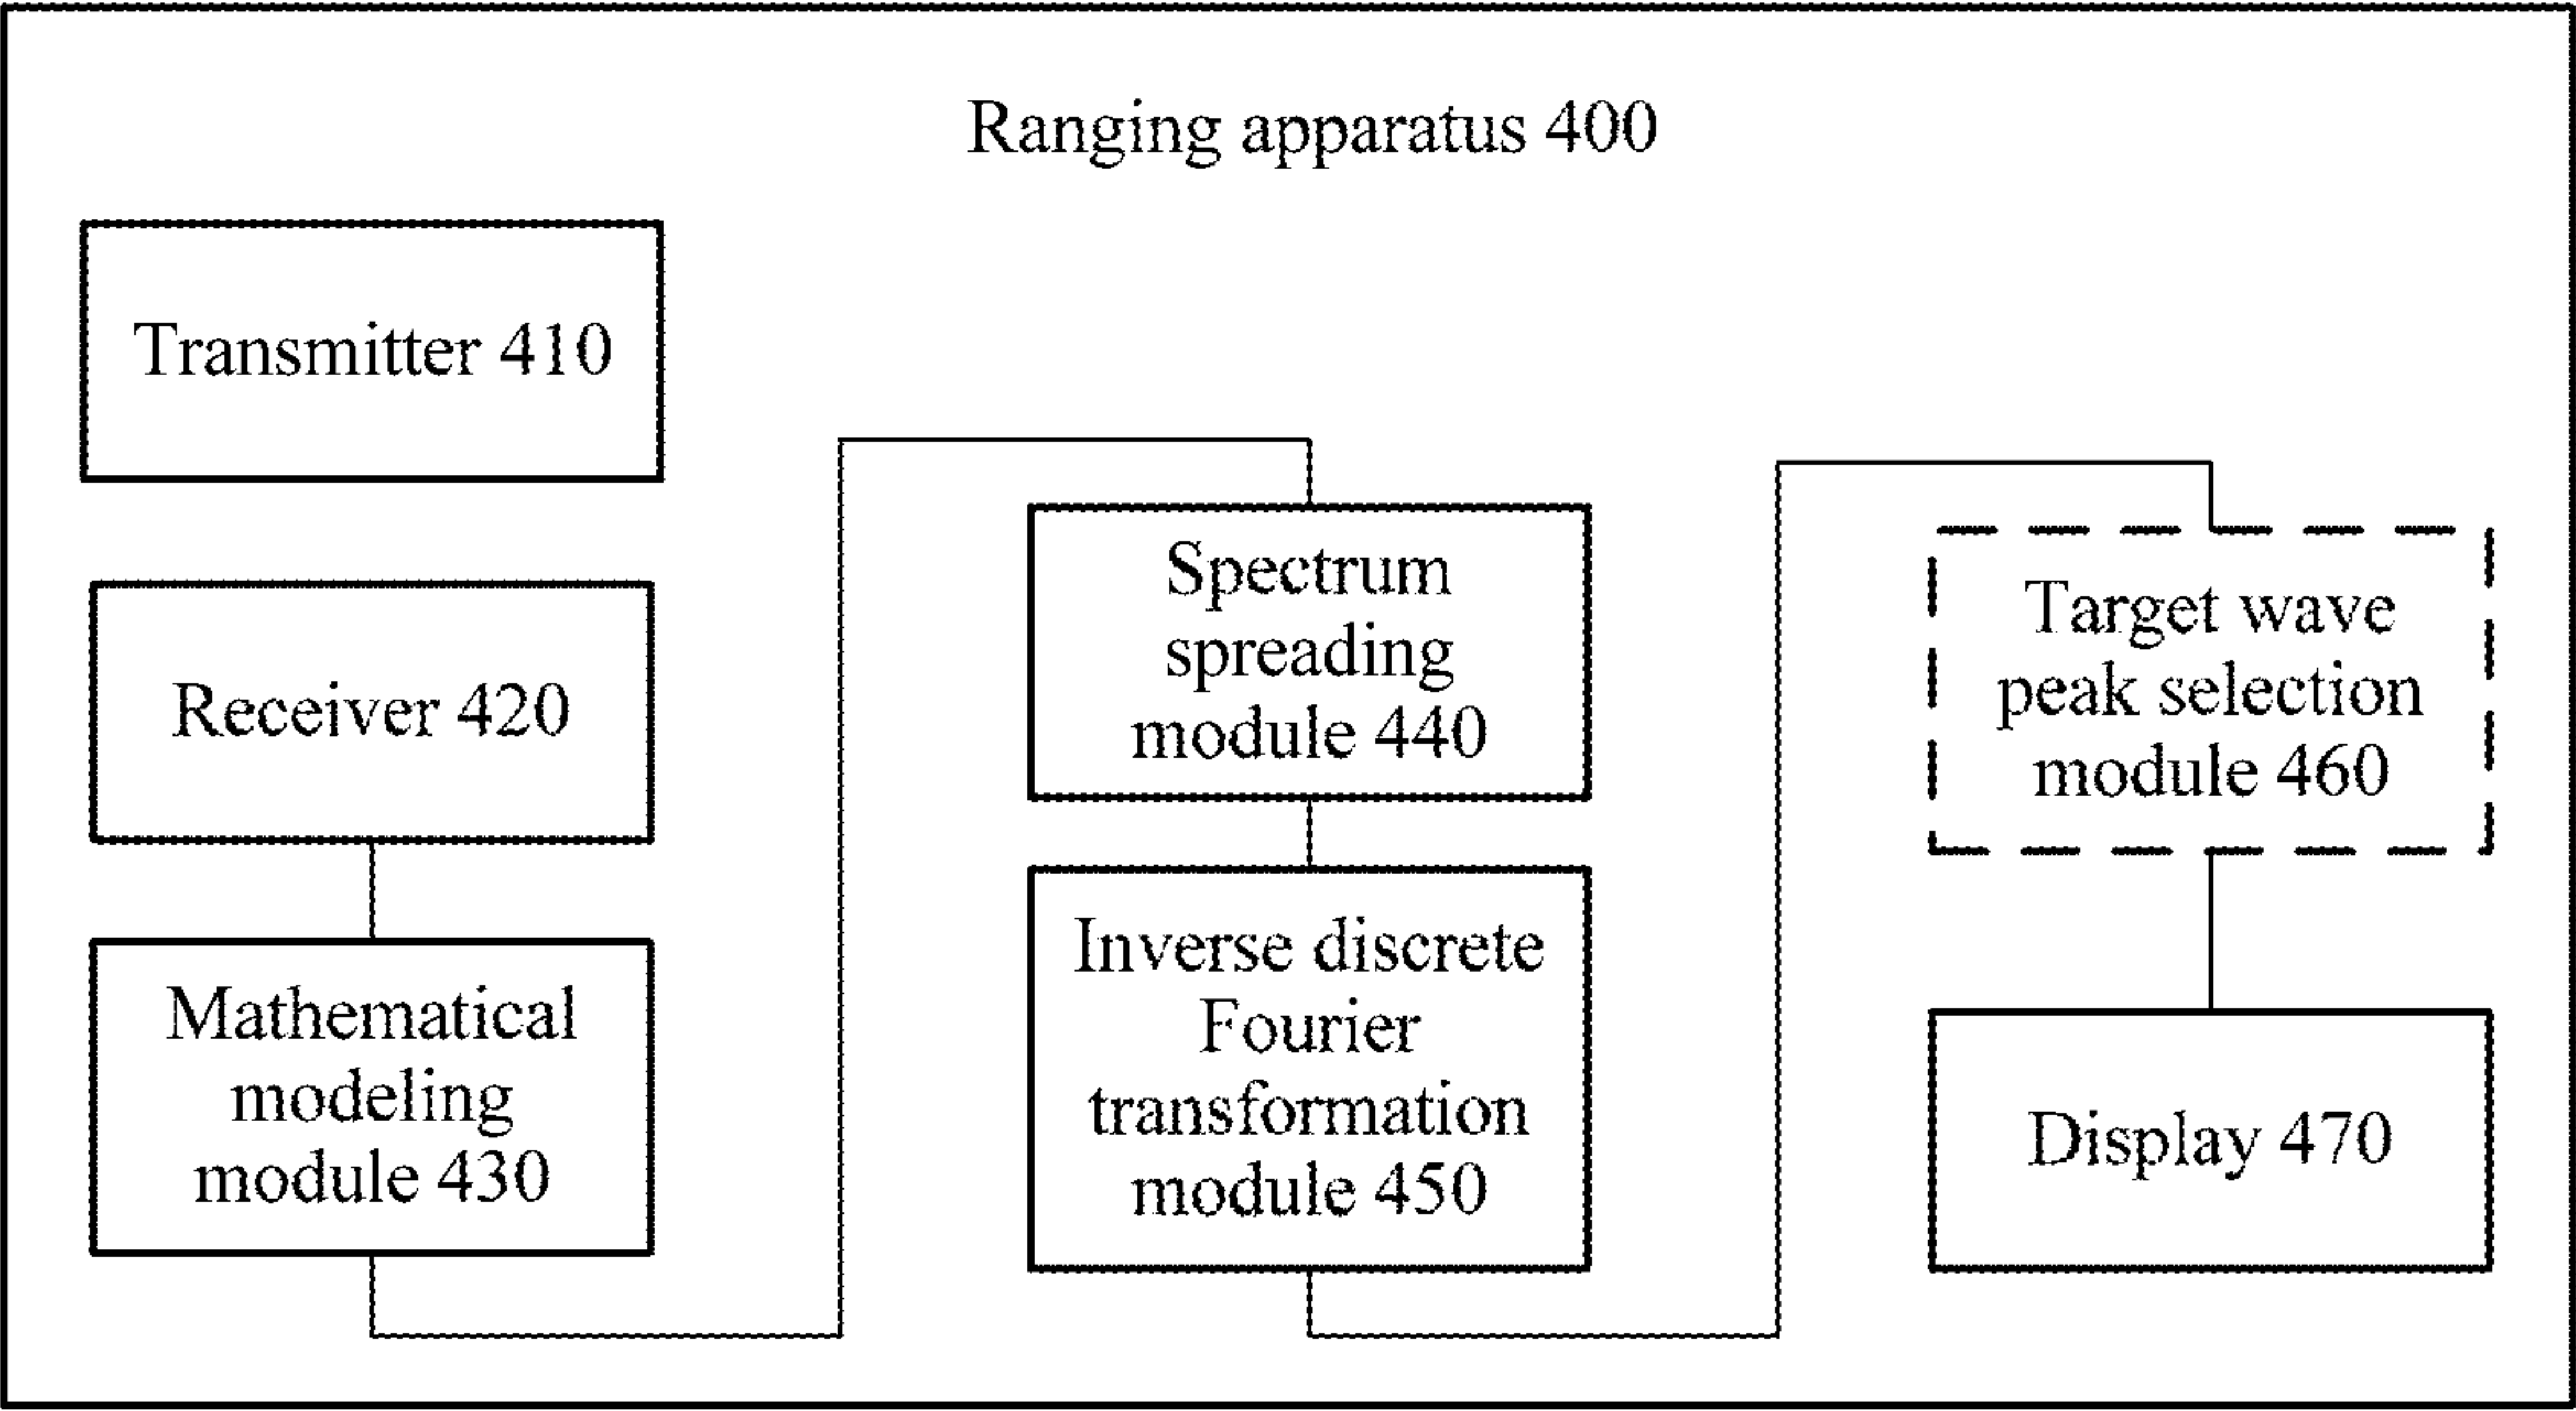 Ranging apparatus 400
Transmitter 410
Receiver 420
Mathematical
modeling
module 430
Spectrum
spreading
module 440
Inverse discrete
Fourier
transformation
module 450
Target wave
peak selection
module 460
Display 470